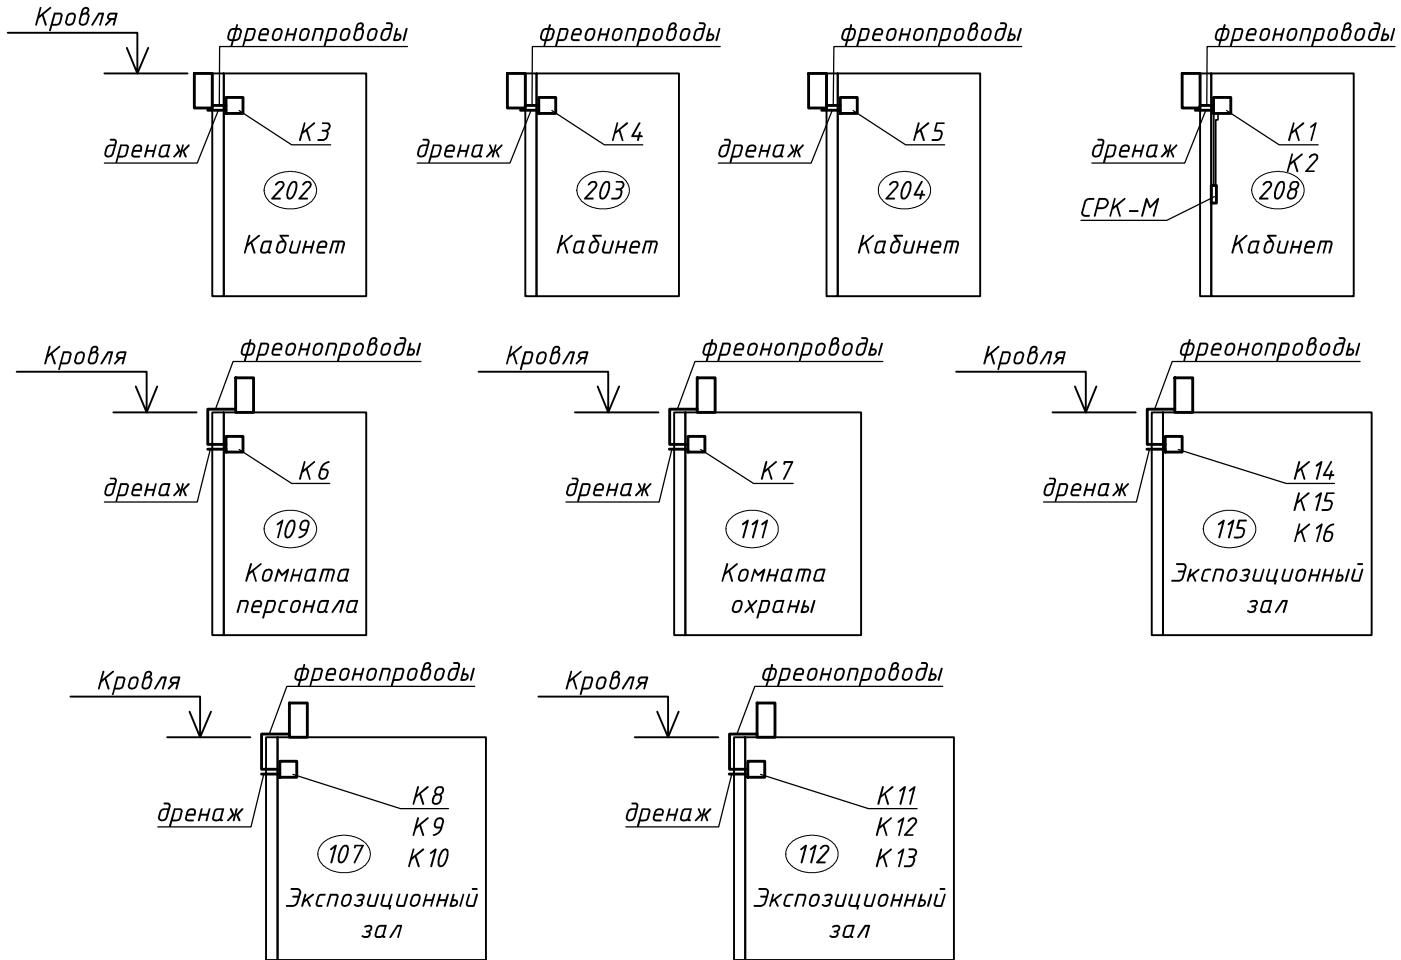 Кровля
фреонопроводы
К3
дренаж
202
Кабинет
фреонопроводы
К4
дренаж
203
Кабинет
фреонопроводы
К5
дренаж
204
Кабинет
фреонопроводы
К1
К2
дренаж
СРК-М
208
Кабинет
Кровля
фреонопроводы
К6
дренаж
109
Комната
персонала
Кровля
фреонопроводы
К7
дренаж
111
Комната
охраны
Кровля
фреонопроводы
К14
К15
К16
дренаж
115
Экспозиционный
зал
Кровля
фреонопроводы
К8
К9
К10
дренаж
107
Экспозиционный
зал
Кровля
фреонопроводы
К11
К12
К13
дренаж
112
Экспозиционный
зал